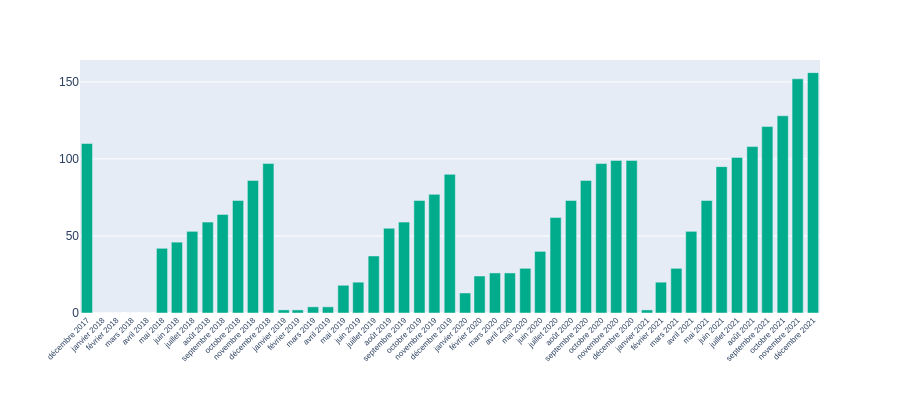 150
100
50
0
décembre 2017
janvier 2018
février 2018
mars 2018
avril 2018
mai 2018
juin 2018
juillet 2018
août 2018
septembre 2018
octobre 2018
novembre 2018
décembre 2018
janvier 2019
février 2019
mars 2019
avril 2019
mai 2019
juin 2019
juillet 2019
août 2019
septembre 2019
octobre 2019
novembre 2019
décembre 2019
janvier 2020
février 2020
mars 2020
avril 2020
mai 2020
juin 2020
juillet 2020
août 2020
septembre 2020
octobre 2020
novembre 2020
décembre 2020
janvier 2021
février 2021
mars 2021
avril 2021
mai 2021
juin 2021
juillet 2021
août 2021
septembre 2021
octobre 2021
novembre 2021
décembre 2021